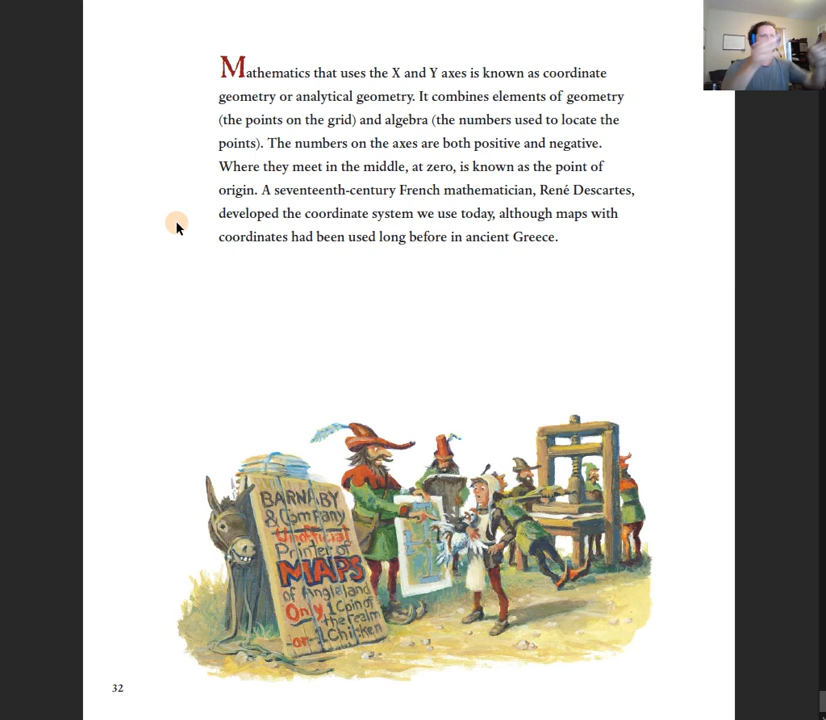 Mathematics that uses the X and Y axes is known as coordinate
geometry or analytical geometry. It combines elements of geometry
(the points on the grid) and algebra (the numbers used to locate the
points). The numbers on the axes are both positive and negative.
Where they meet in the middle, at zero, is known as the point of
origin. A seventeenth-century French mathematician, René Descartes,
developed the coordinate system we use today, although maps with
coordinates had been used long before in ancient Greece.
BARNABY
& Company
Unofficial
Printer of
MAPS
of Angleland
Only 1 Coin of
the realm
-or- 1 Chicken
32